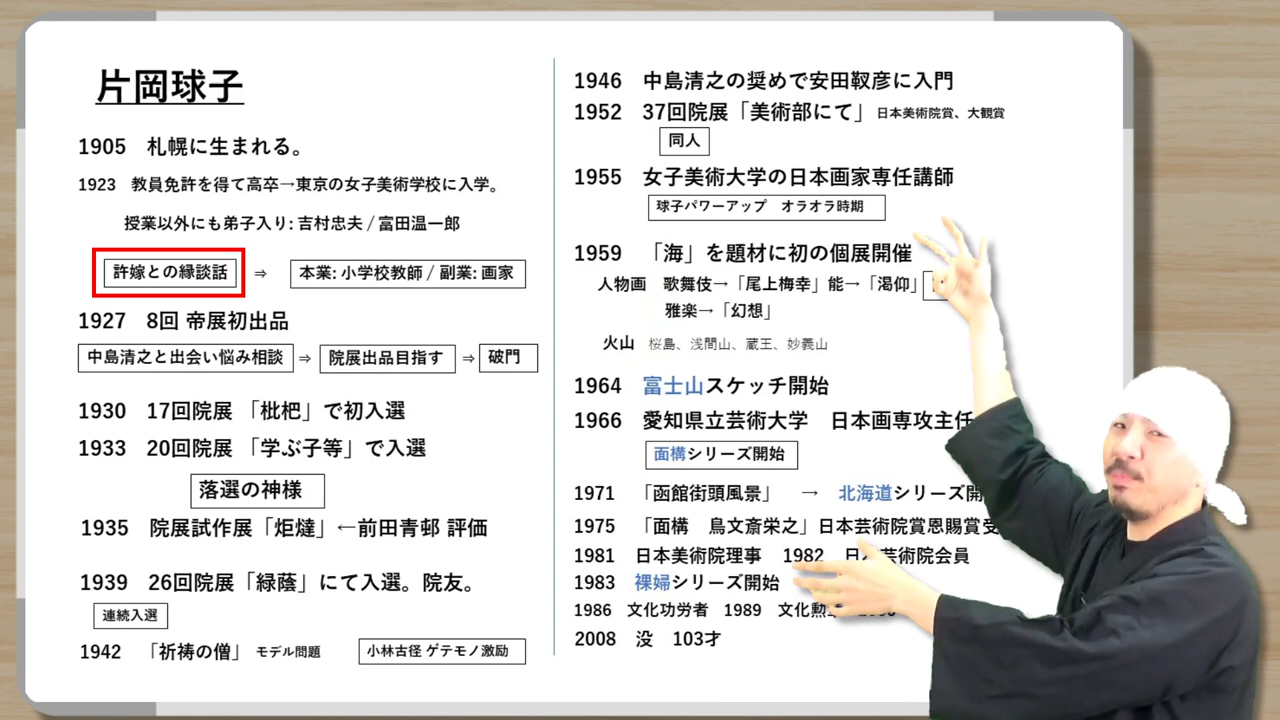 片岡球子
1905 札幌に生まれる。
1923 教員免許を得て高卒→東京の女子美術学校に入学。
授業以外にも弟子入り:吉村忠夫 / 富田温一郎
許嫁との縁談話 ⇒ 本業:小学校教師 / 副業:画家
1927 8回 帝展初出品
中島清之と出会い悩み相談 ⇒ 院展出品目指す ⇒ 破門
1930 17回院展 「枇杷」で初入選
1933 20回院展 「学ぶ子等」で入選
落選の神様
1935 院展試作展「炬燵」←前田青邨 評価
1939 26回院展「緑蔭」にて入選。院友。
連続入選
1942 「祈祷の僧」 モデル問題 小林古径 ゲテモノ激励
1946 中島清之の奨めで安田靫彦に入門
1952 37回院展「美術部にて」 日本美術院賞、大観賞
同人
1955 女子美術大学の日本画家専任講師
球子パワーアップ オラオラ時期
1959 「海」を題材に初の個展開催
人物画 歌舞伎→「尾上梅幸」能→「渇仰」
雅楽→「幻想」
火山 桜島、浅間山、蔵王、妙義山
1964 富士山スケッチ開始
1966 愛知県立芸術大学 日本画専攻主任
面構シリーズ開始
1971 「函館街頭風景」 → 北海道シリーズ開
1975 「面構 鳥文斎栄之」日本芸術院賞恩賜賞受
1981 日本美術院理事 1982 日本芸術院会員
1983 裸婦シリーズ開始
1986 文化功労者 1989 文化勲
2008 没 103才